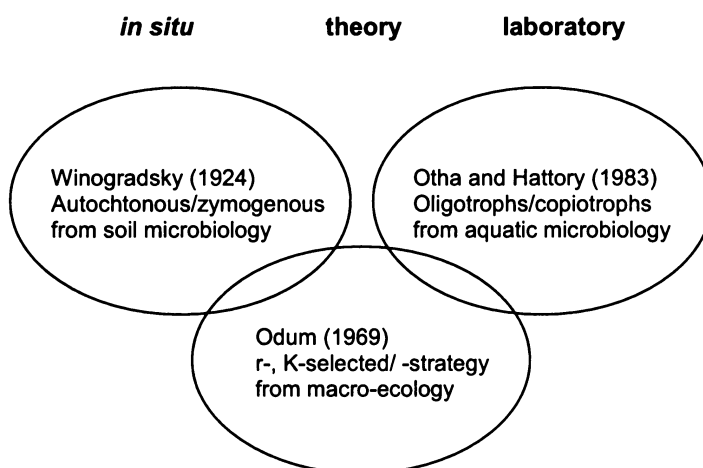 in situ theory laboratory
Winogradsky (1924)
Autochtonous/zymogenous
from soil microbiology
Otha and Hattory (1983)
Oligotrophs/copiotrophs
from aquatic microbiology
Odum (1969)
r-, K-selected/ -strategy
from macro-ecology